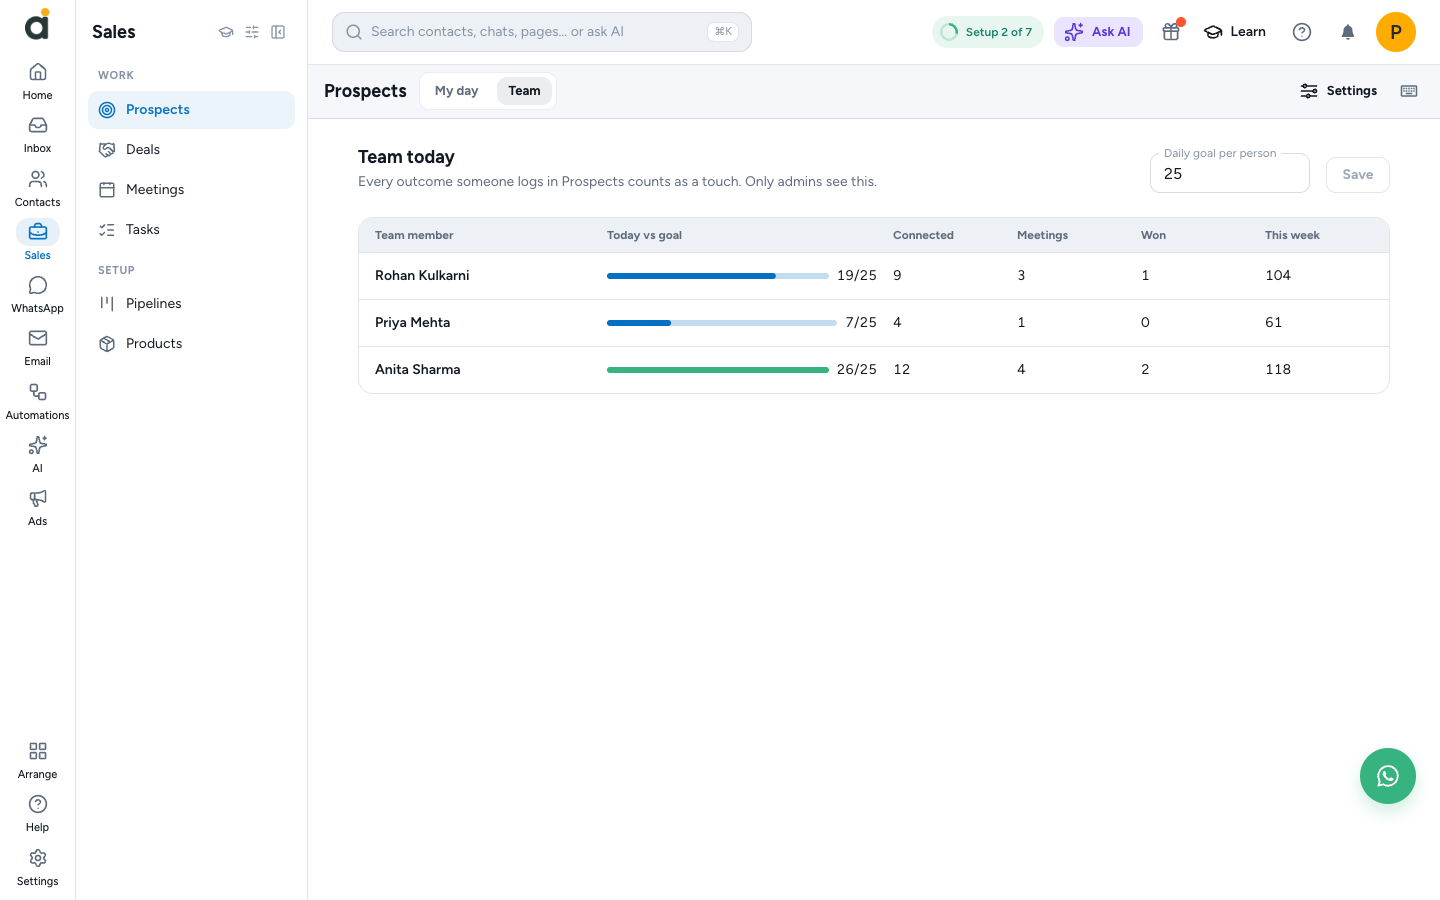 Home
Inbox
Contacts
Sales
WhatsApp
Email
Automations
AI
Ads
Arrange
Help
Settings
Sales
WORK
Prospects
Deals
Meetings
Tasks
SETUP
Pipelines
Products
Search contacts, chats, pages... or ask AI ⌘K
Setup 2 of 7
Ask AI
Learn
P
Prospects My day Team
Settings
Team today
Every outcome someone logs in Prospects counts as a touch. Only admins see this.
Daily goal per person
25
Save
Team member Today vs goal Connected Meetings Won This week
Rohan Kulkarni 19/25 9 3 1 104
Priya Mehta 7/25 4 1 0 61
Anita Sharma 26/25 12 4 2 118